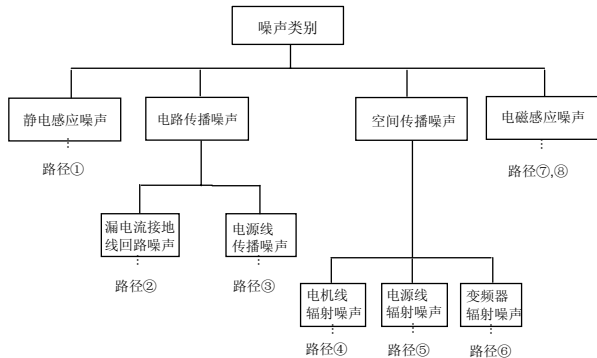 噪声类别
静电感应噪声
电路传播噪声
空间传播噪声
电磁感应噪声
路径①
路径⑦,⑧
漏电流接地
线回路噪声
电源线
传播噪声
路径②
路径③
电机线
辐射噪声
电源线
辐射噪声
变频器
辐射噪声
路径④
路径⑤
路径⑥